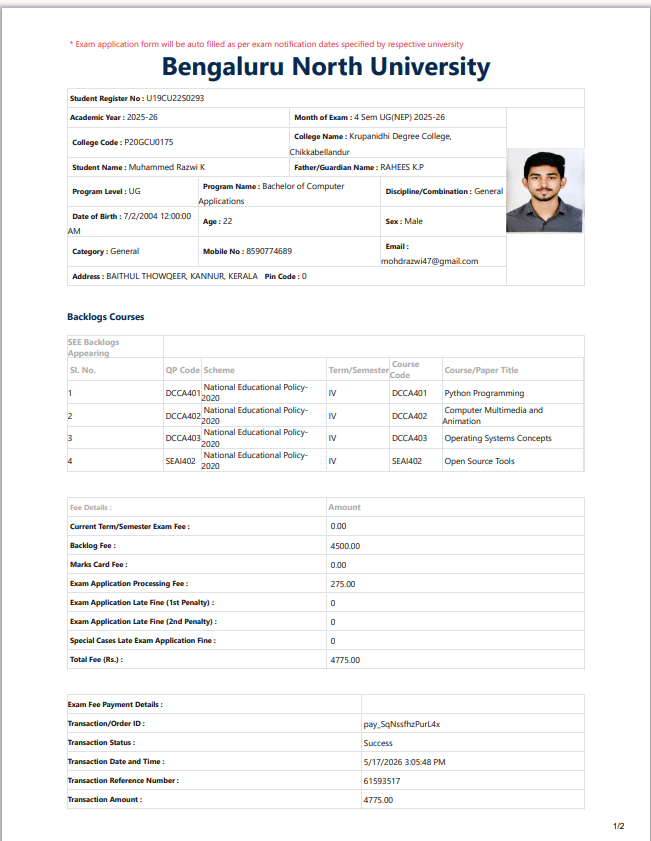 * Exam application form will be auto filled as per exam notification dates specified by respective university
Bengaluru North University
Student Register No : U19CU22S0293
Academic Year : 2025-26
Month of Exam : 4 Sem UG(NEP) 2025-26
College Code : P20GCU0175
College Name : Krupanidhi Degree College,
Chikkabellandur
Student Name : Muhammed Razwi K
Father/Guardian Name : RAHEES K.P
Program Level : UG
Program Name : Bachelor of Computer
Applications
Discipline/Combination : General
Date of Birth : 7/2/2004 12:00:00
AM
Age : 22
Sex : Male
Category : General
Mobile No : 8590774689
Email :
mohdrazwi47@gmail.com
Address : BAITHUL THOWQEER, KANNUR, KERALA Pin Code : 0
Backlogs Courses
SEE Backlogs
Appearing
Sl. No. QP Code Scheme Term/Semester Course
Code Course/Paper Title
1 DCCA401 National Educational Policy-
2020 IV DCCA401 Python Programming
2 DCCA402 National Educational Policy-
2020 IV DCCA402 Computer Multimedia and
Animation
3 DCCA403 National Educational Policy-
2020 IV DCCA403 Operating Systems Concepts
4 SEAI402 National Educational Policy-
2020 IV SEAI402 Open Source Tools
Fee Details : Amount
Current Term/Semester Exam Fee : 0.00
Backlog Fee : 4500.00
Marks Card Fee : 0.00
Exam Application Processing Fee : 275.00
Exam Application Late Fine (1st Penalty) : 0
Exam Application Late Fine (2nd Penalty) : 0
Special Cases Late Exam Application Fine : 0
Total Fee (Rs.) : 4775.00
Exam Fee Payment Details :
Transaction/Order ID : pay_SqNssfhzPurL4x
Transaction Status : Success
Transaction Date and Time : 5/17/2026 3:05:48 PM
Transaction Reference Number : 61593517
Transaction Amount : 4775.00
1/2